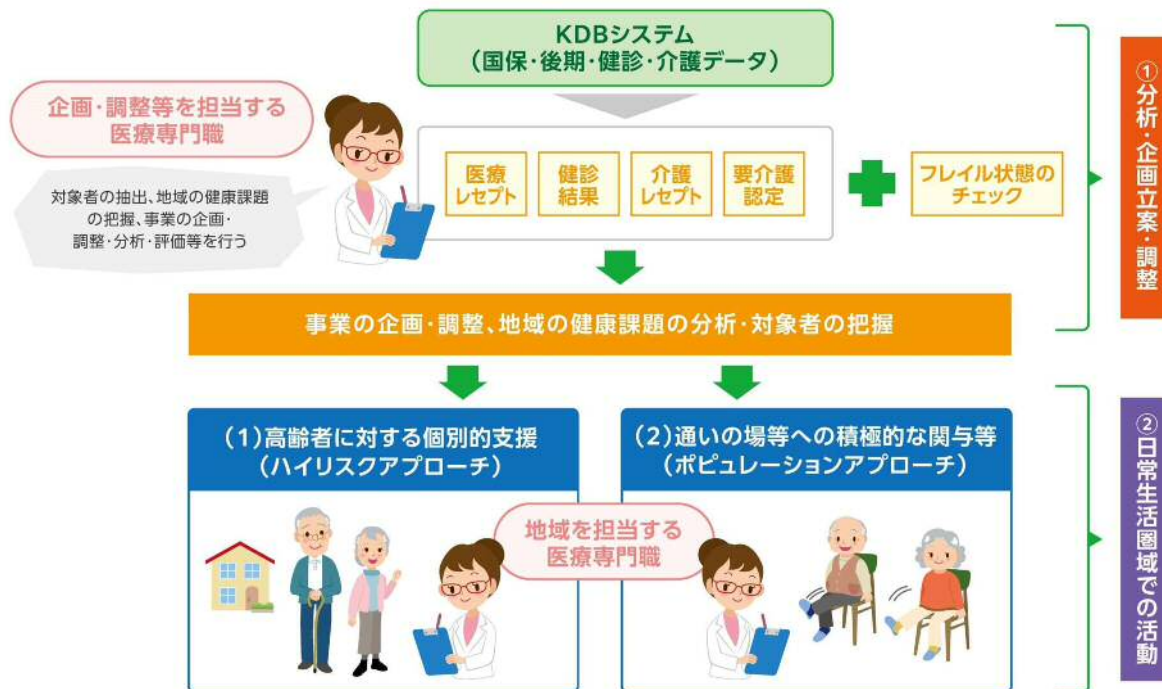 KDBシステム
(国保・後期・健診・介護データ)
企画・調整等を担当する
医療専門職
対象者の抽出、地域の健康課題
の把握、事業の企画・
調整・分析・評価等を行う
医療
レセプト
健診
結果
介護
レセプト
要介護
認定
フレイル状態の
チェック
①分析・企画立案・調整
事業の企画・調整、地域の健康課題の分析・対象者の把握
(1)高齢者に対する個別的支援
(ハイリスクアプローチ)
(2)通いの場等への積極的な関与等
(ポピュレーションアプローチ)
地域を担当する
医療専門職
②日常生活圏域での活動